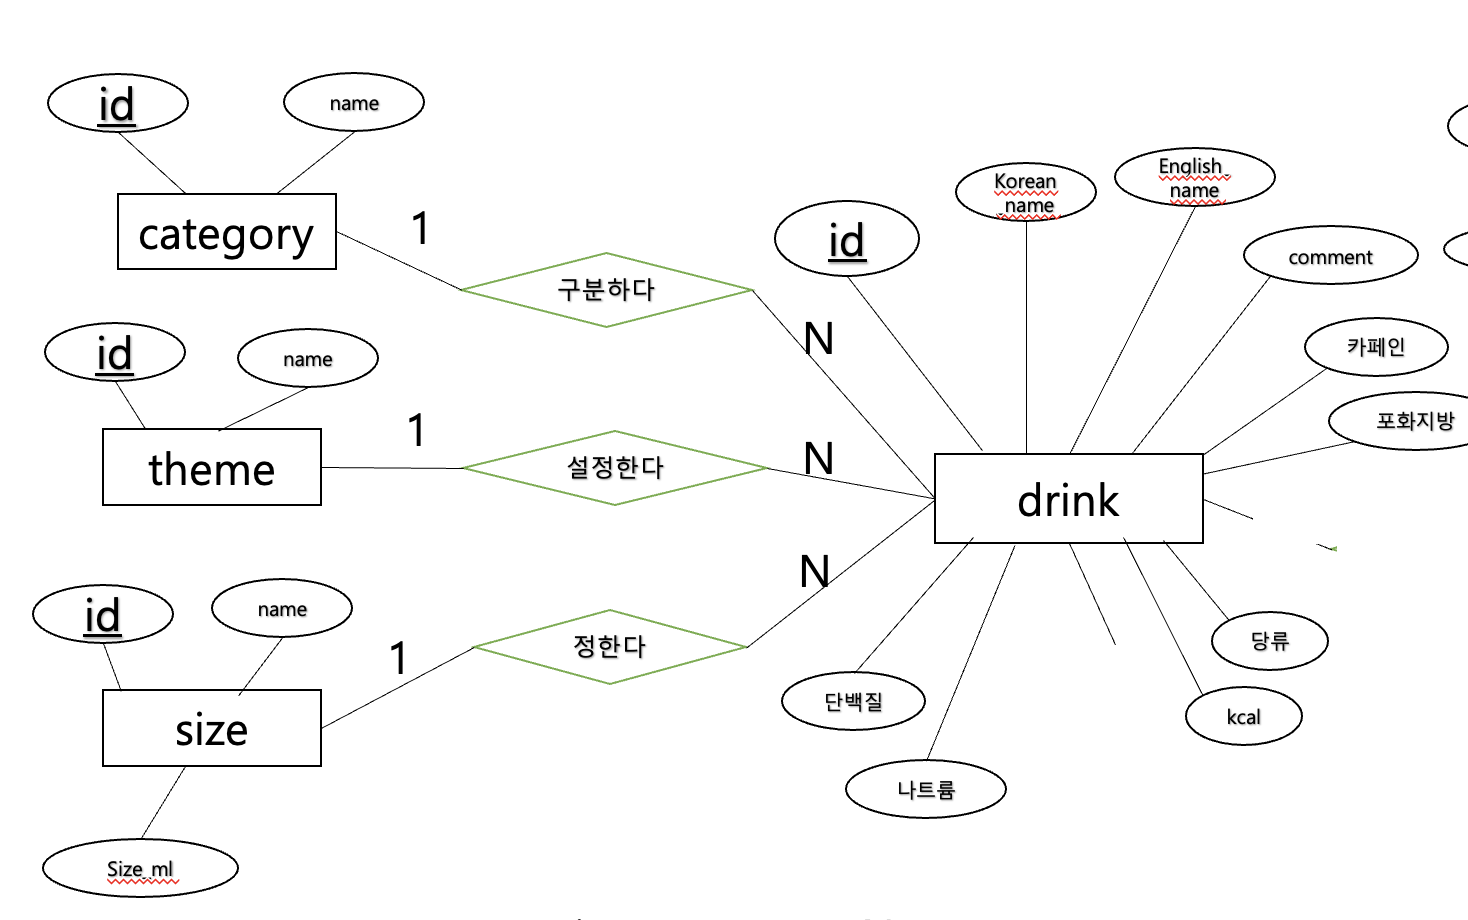 id
name
category
1
구분하다
N
id
name
theme
1
설정한다
N
id
name
size
1
정한다
N
Size_ml
id
Korean
_name
English_
name
comment
카페인
포화지방
drink
당류
kcal
단백질
나트륨